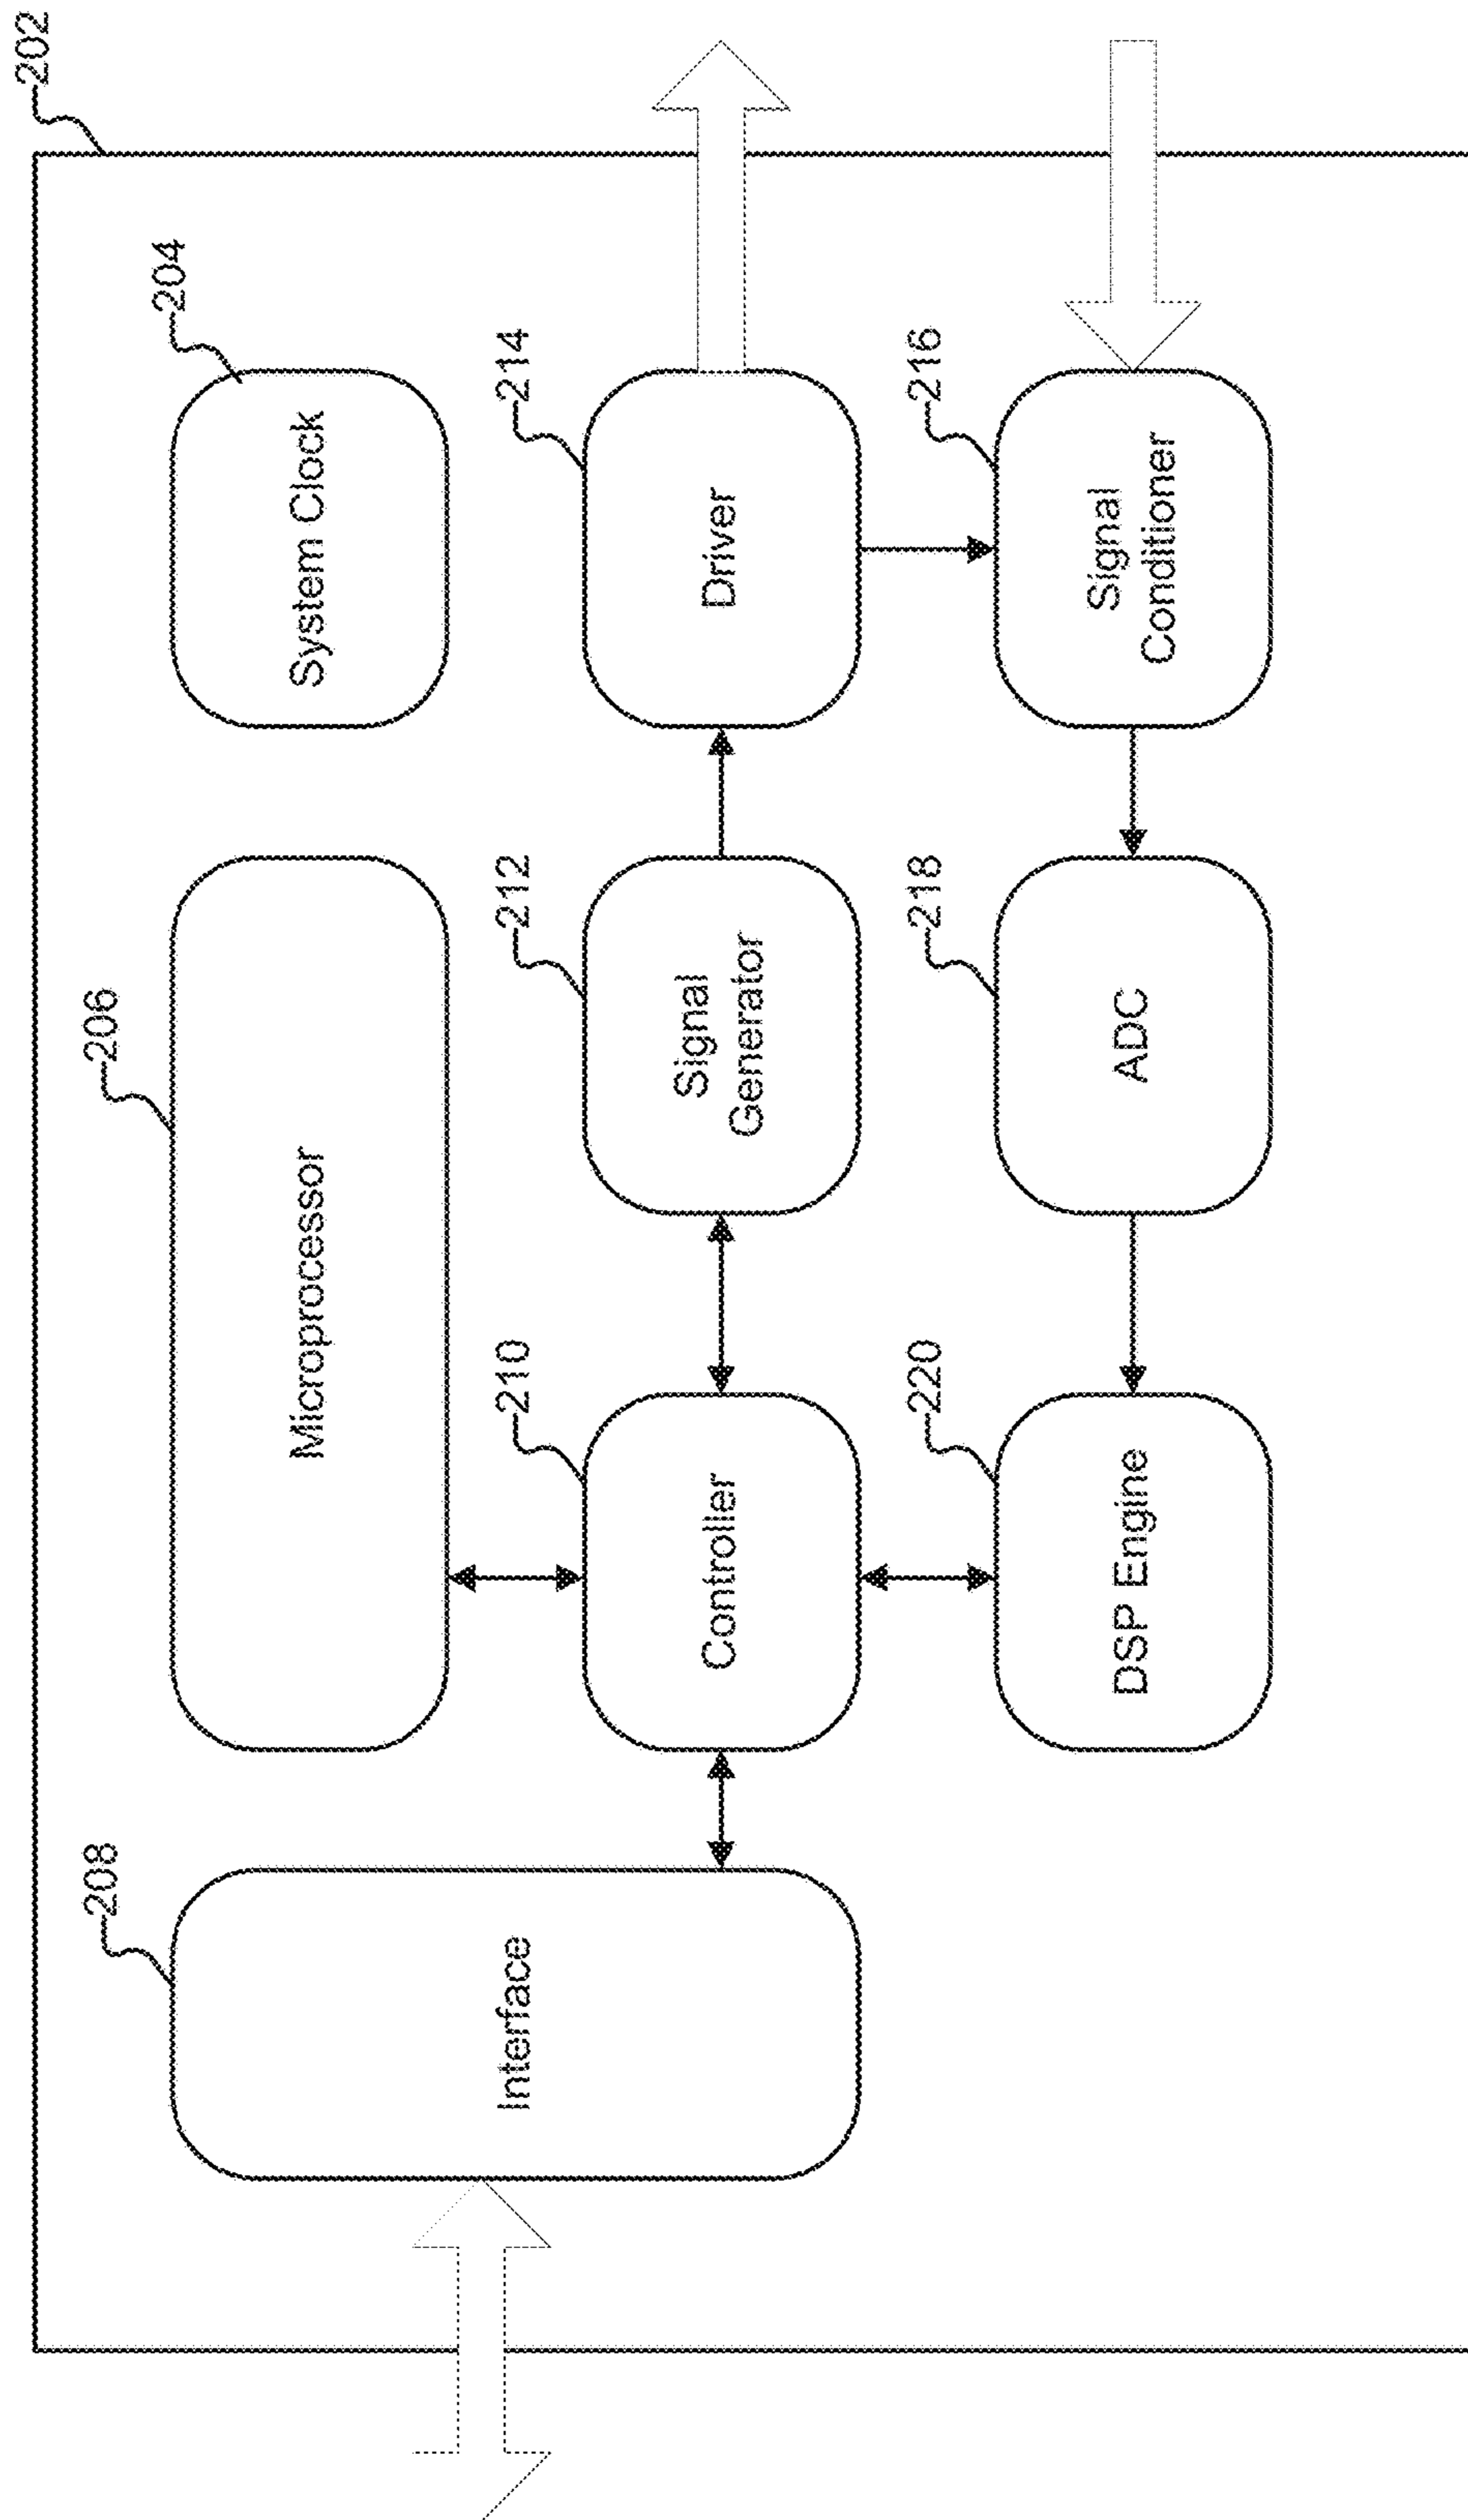 202
204
206
208
System Clock
Microprocessor
Interface
210
212
214
Controller
Signal
Generator
Driver
216
218
220
Signal
Conditioner
ADC
DSP Engine